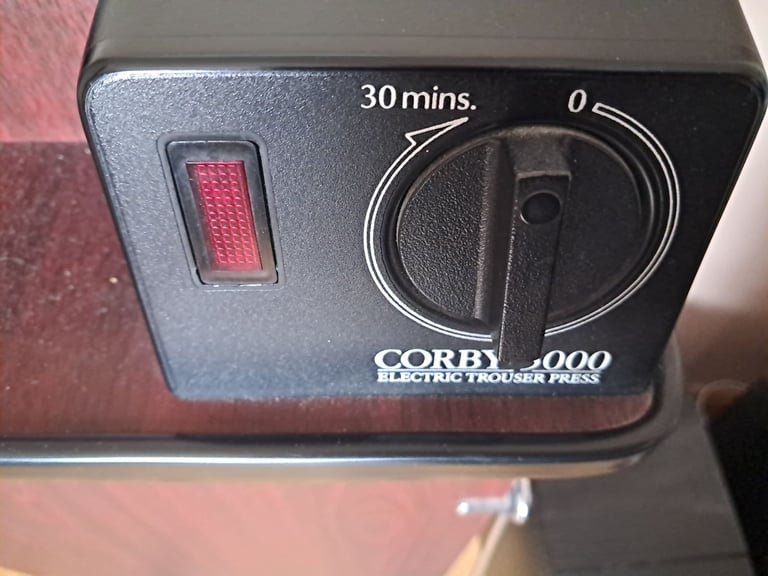 30 mins. 0
CORBY
ELECTRIC TROUSER PRESS